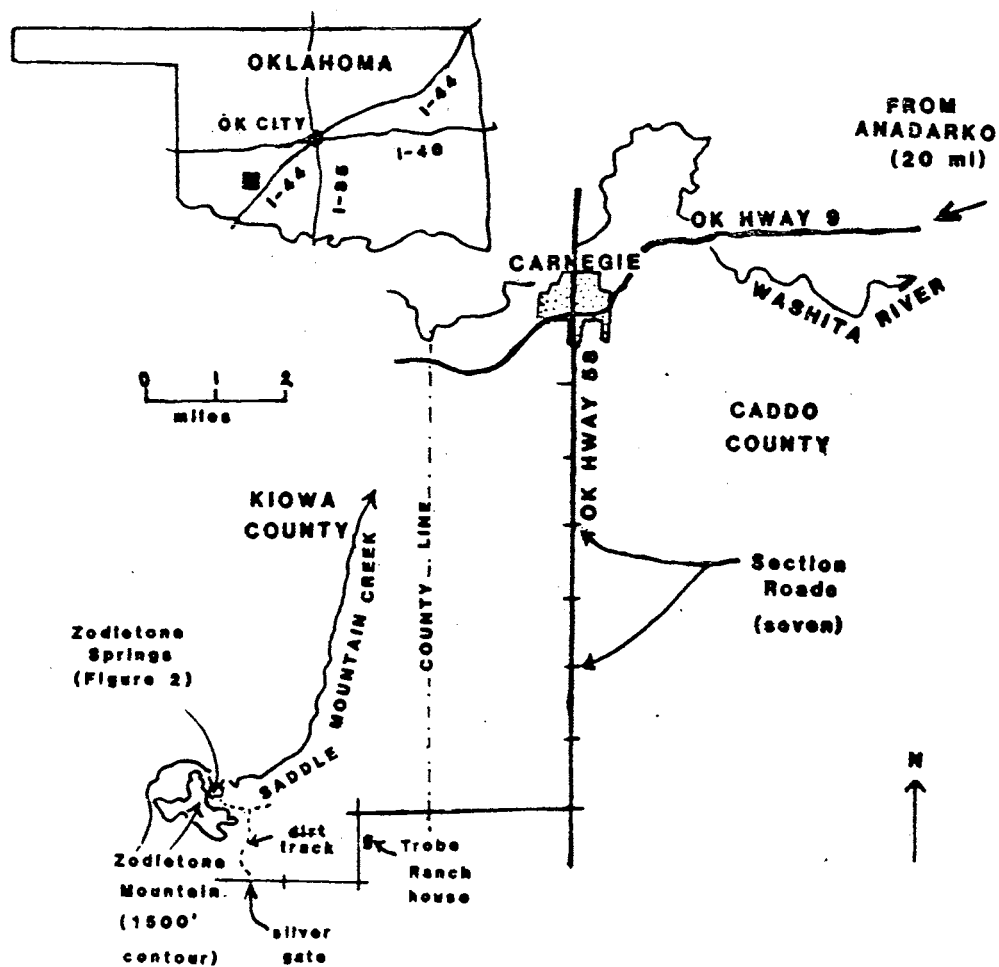 OKLAHOMA
OK CITY
I-44
I-40
I-44
I-35
FROM
ANADARKO
(20 mi)
OK HWAY 9
CARNEGIE
WASHITA RIVER
0 1 2
miles
OK HWAY 58
CADDO
COUNTY
KIOWA
COUNTY
SADDLE MOUNTAIN CREEK
COUNTY LINE
Section
Roads
(seven)
Zodletone
Springs
(Figure 2)
N
dirt
track
Trobe
Ranch
house
Zodletone
Mountain
(1500'
contour)
silver
gate